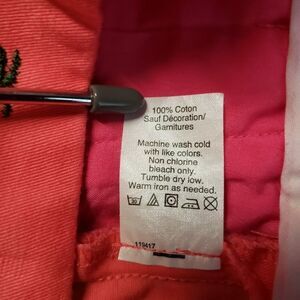 100% Coton
Sauf Décoration/
Garnitures
Machine wash cold
with like colors.
Non chlorine
bleach only.
Tumble dry low.
Warm iron as needed.
119417